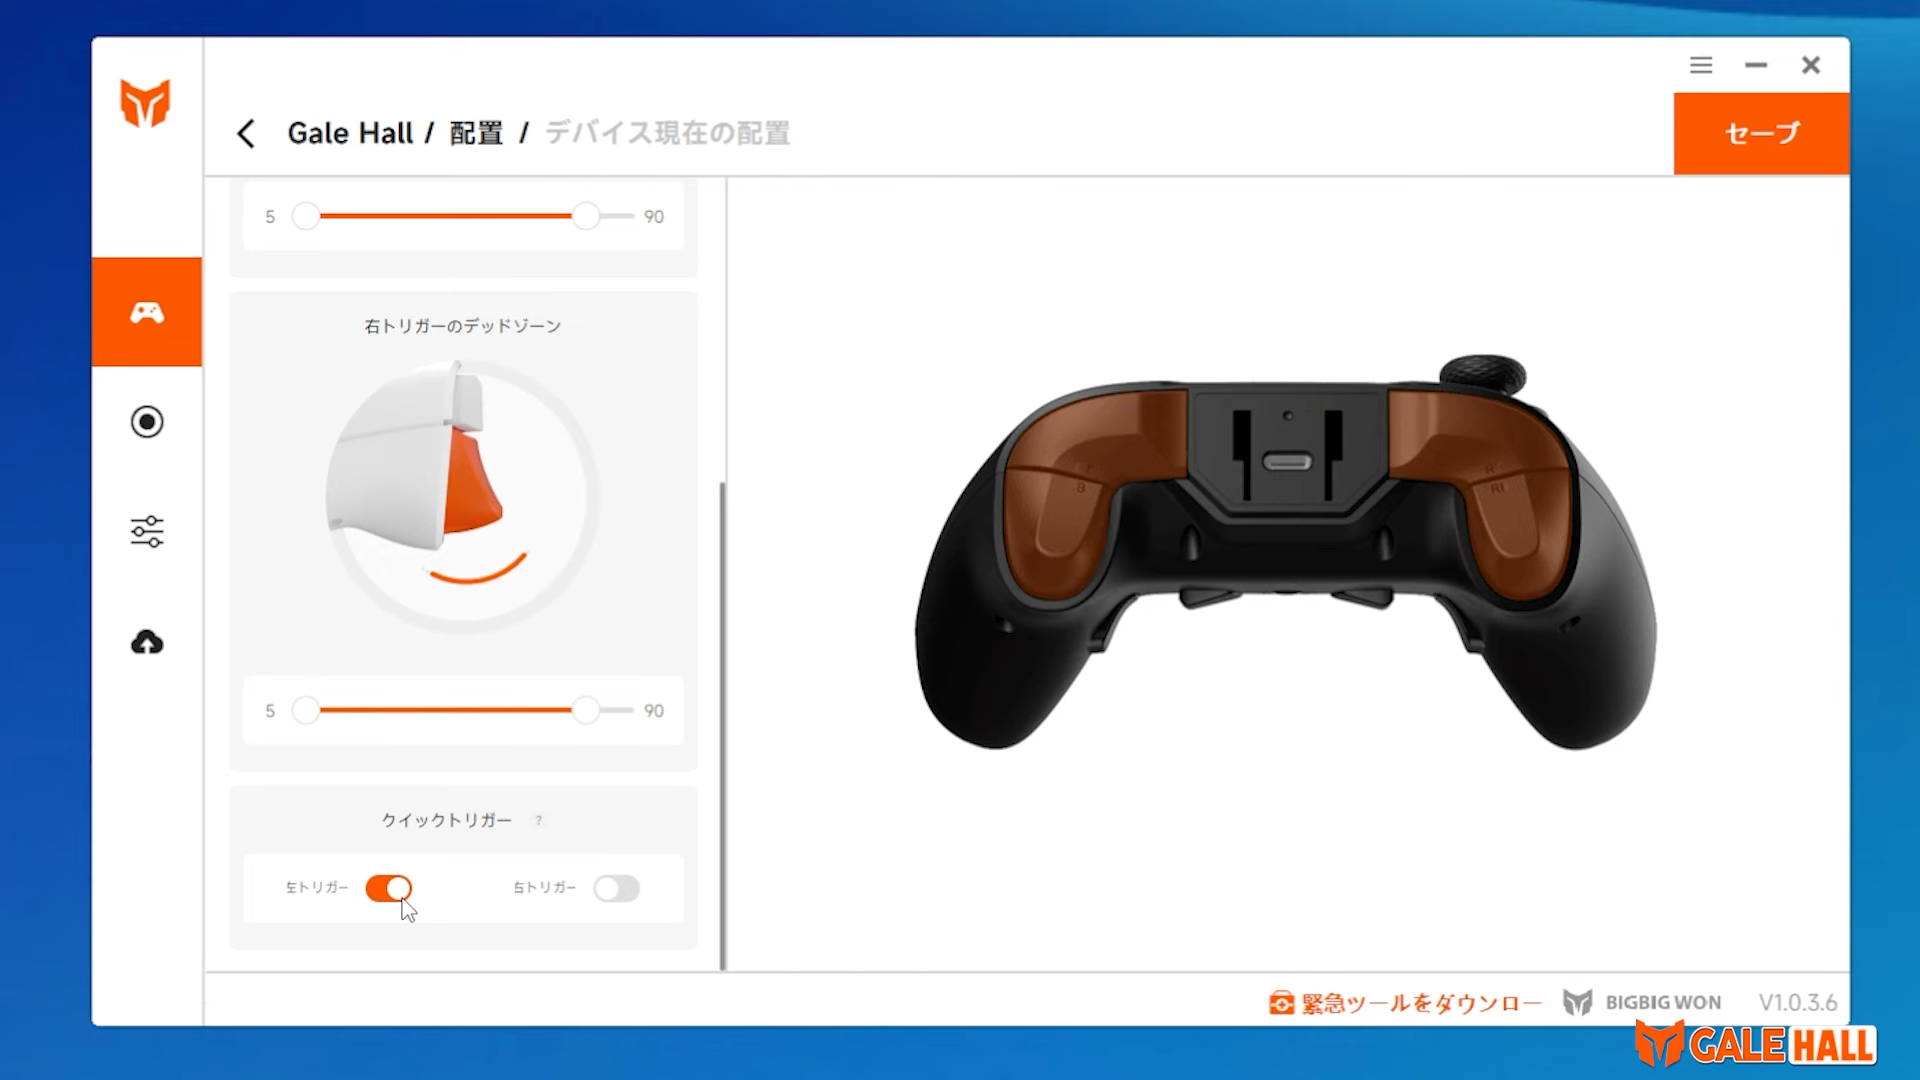 Gale Hall / 配置 / デバイス現在の配置
セーブ
5 90
右トリガーのデッドゾーン
5 90
クイックトリガー ?
左トリガー 右トリガー
緊急ツールをダウンロー BIGBIG WON V1.0.3.6
GALE HALL